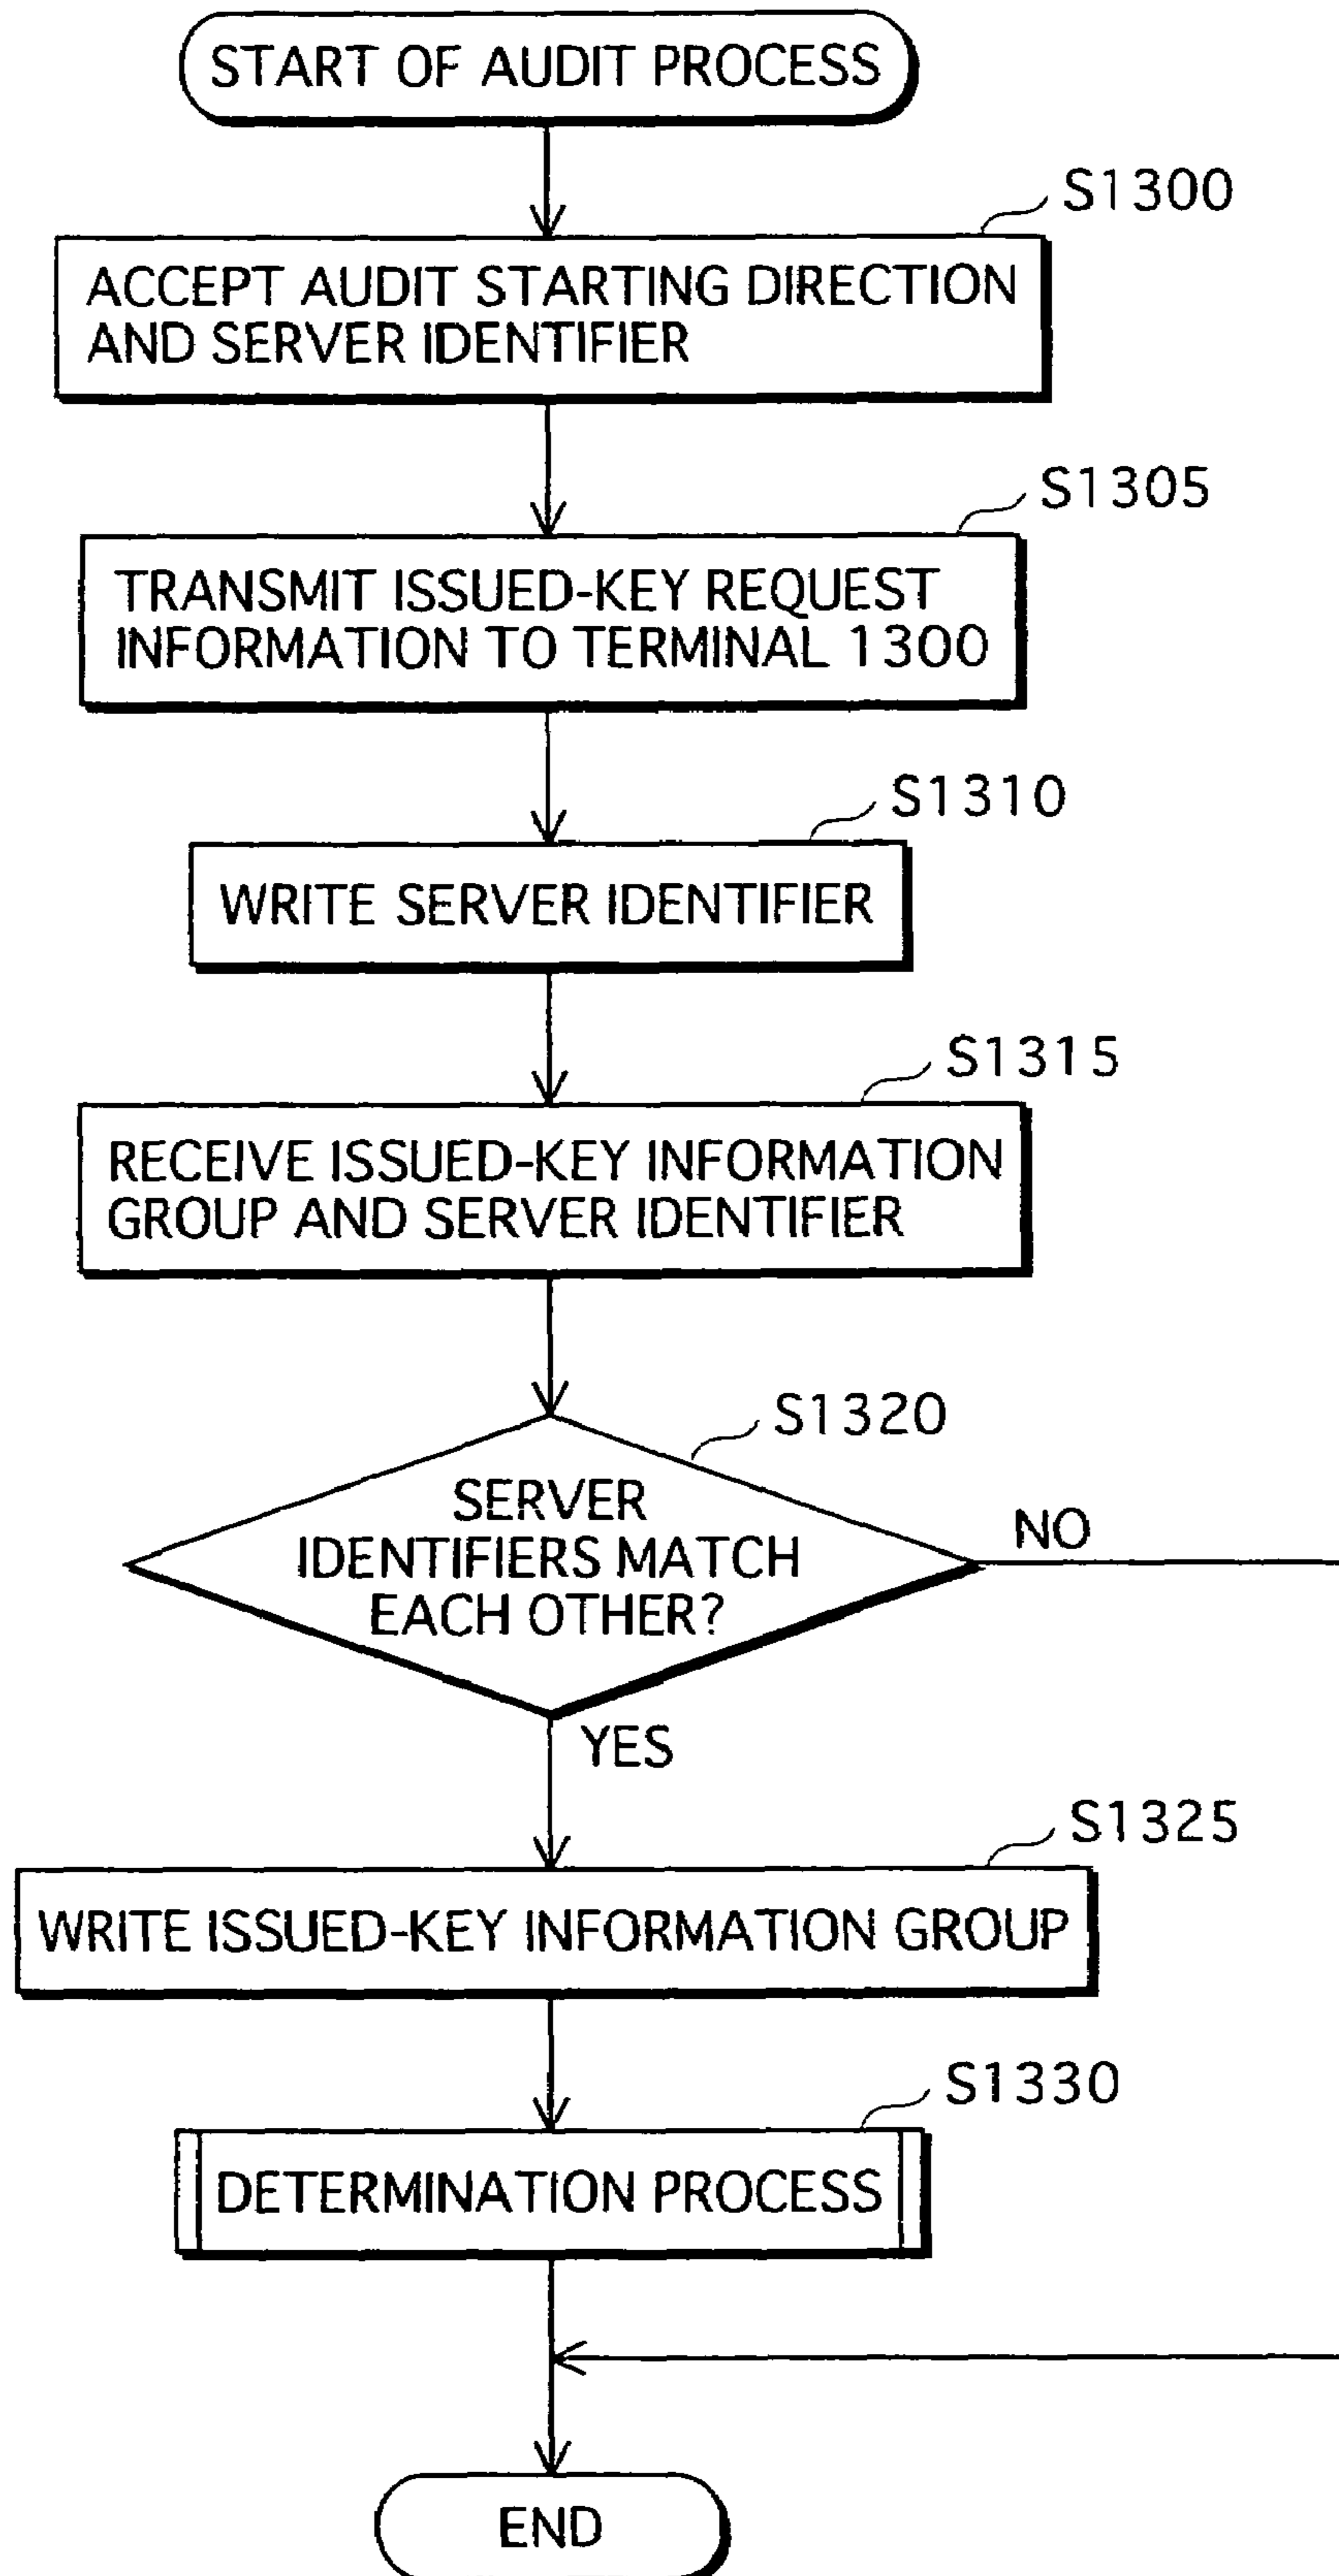 START OF AUDIT PROCESS
S1300
ACCEPT AUDIT STARTING DIRECTION
AND SERVER IDENTIFIER
S1305
TRANSMIT ISSUED-KEY REQUEST
INFORMATION TO TERMINAL 1300
S1310
WRITE SERVER IDENTIFIER
S1315
RECEIVE ISSUED-KEY INFORMATION
GROUP AND SERVER IDENTIFIER
S1320
SERVER
IDENTIFIERS MATCH
EACH OTHER?
NO
YES
S1325
WRITE ISSUED-KEY INFORMATION GROUP
S1330
DETERMINATION PROCESS
END